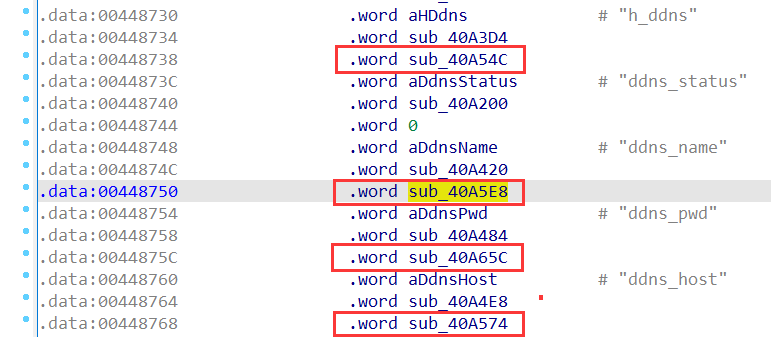 .data:00448730 .word aHDdns # "h_ddns"
.data:00448734 .word sub_40A3D4
.data:00448738 .word sub_40A54C
.data:0044873C .word aDdnsStatus # "ddns_status"
.data:00448740 .word sub_40A200
.data:00448744 .word 0
.data:00448748 .word aDdnsName # "ddns_name"
.data:0044874C .word sub_40A420
.data:00448750 .word sub_40A5E8
.data:00448754 .word aDdnsPwd # "ddns_pwd"
.data:00448758 .word sub_40A484
.data:0044875C .word sub_40A65C
.data:00448760 .word aDdnsHost # "ddns_host"
.data:00448764 .word sub_40A4E8
.data:00448768 .word sub_40A574